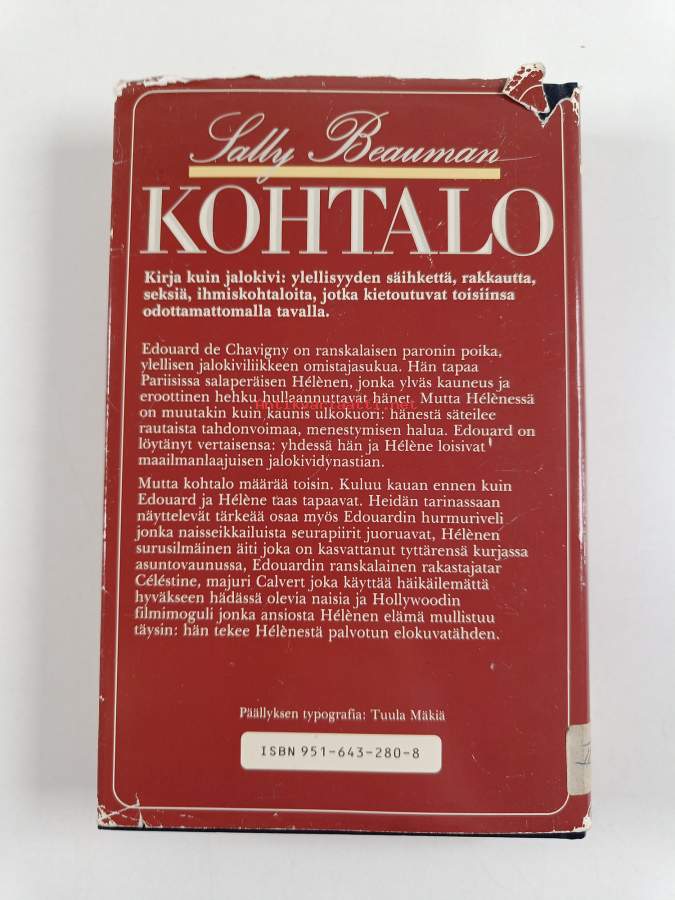 Sally Beauman
KOHTALO
Kirja kuin jalokivi: ylellisyyden säihkettä, rakkautta,
seksiä, ihmiskohtaloita, jotka kietoutuvat toisiinsa
odottamattomalla tavalla.
Edouard de Chavigny on ranskalaisen paronin poika,
ylellisen jalokiviliikkeen omistajasukua. Hän tapaa
Pariisissa salaperäisen Hélènen, jonka ylväs kauneus ja
eroottinen hehku hullaannuttavat hänet. Mutta Hélènessä
antikvariaatti.net
on muutakin kuin kaunis ulkokuori: hänestä säteilee
rautaista tahdonvoimaa, menestymisen halua. Edouard on
löytänyt vertaisensa: yhdessä hän ja Hélène loisivat
maailmanlaajuisen jalokividynastian.
Mutta kohtalo määrää toisin. Kuluu kauan ennen kuin
Edouard ja Hélène taas tapaavat. Heidän tarinassaan
näyttelevät tärkeää osaa myös Edouardin hurmuriveli
jonka naisseikkailuista seurapiirit juoruavat, Hélènen
surusilmäinen äiti joka on kasvattanut tyttärensä kurjassa
asuntovaunussa, Edouardin ranskalainen rakastajatar
Céléstine, majuri Calvert joka käyttää häikäilemättä
hyväkseen hädässä olevia naisia ja Hollywoodin
filmimoguli jonka ansiosta Hélènen elämä mullistuu
täysin: hän tekee Hélènestä palvotun elokuvatähden.
Päällyksen typografia: Tuula Mäkiä
ISBN 951-643-280-8